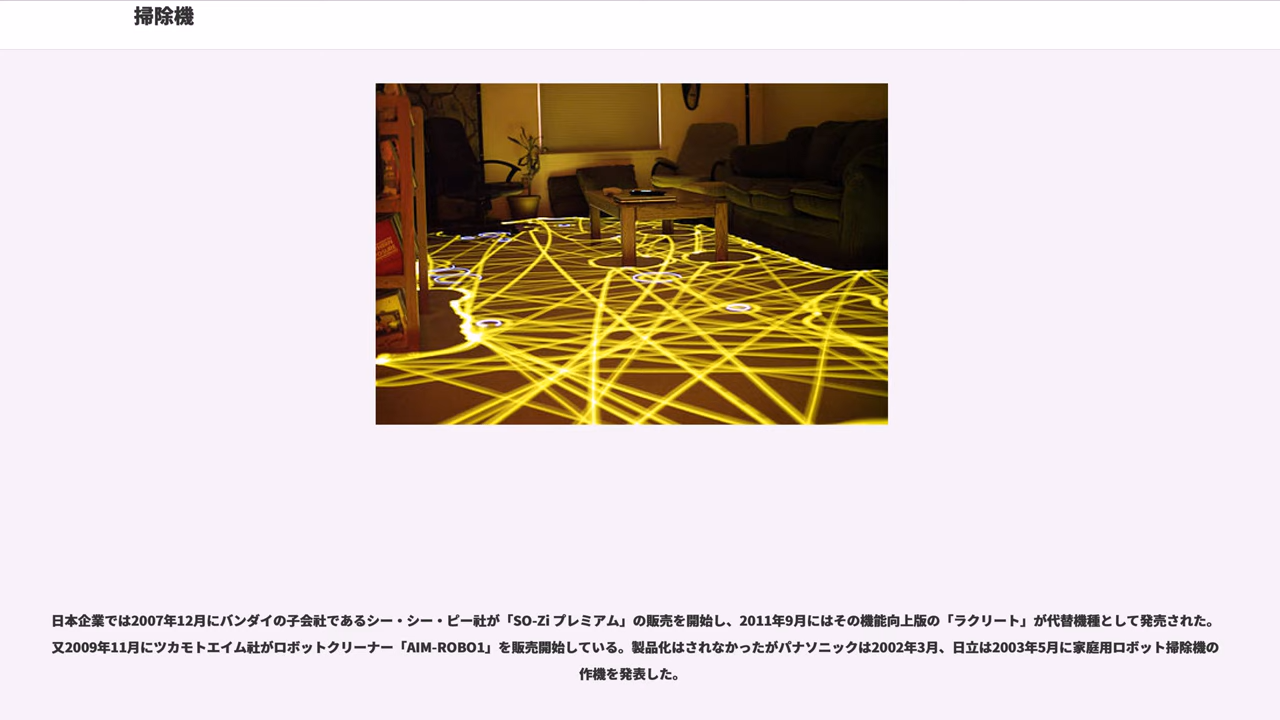 掃除機
日本企業では2007年12月にバンダイの子会社であるシー・シー・ピー社が「SO-Zi プレミアム」の販売を開始し、2011年9月にはその機能向上版の「ラクリート」が代替機種として発売された。
又2009年11月にツカモトエイム社がロボットクリーナー「AIM-ROBO1」を販売開始している。製品化はされなかったがパナソニックは2002年3月、日立は2003年5月に家庭用ロボット掃除機の
作機を発表した。